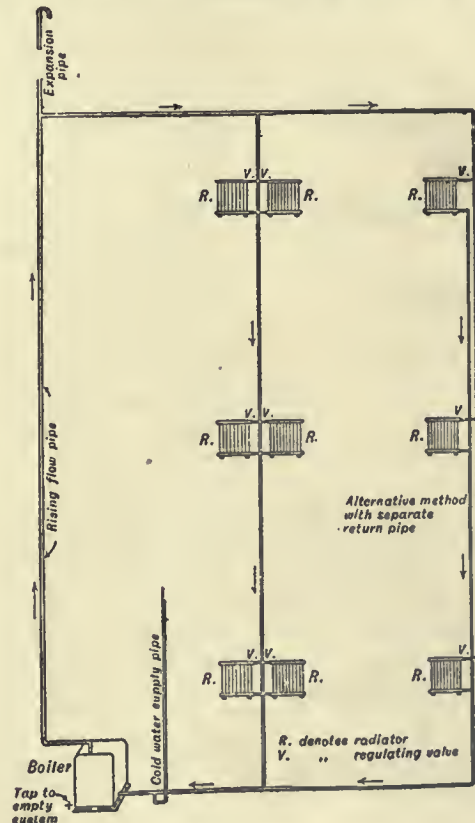 Expansion
pipe
V. V.
V.
R.
R.
R.
V. V.
V
R.
R.
R.
Rising flow pipe
Alternative method
with separate
return pipe
Cold water supply pipe
V. V.
V.
R.
R.
R.
R. denotes radiator
V. „ regulating valve
Boiler
Tap to
empty
system